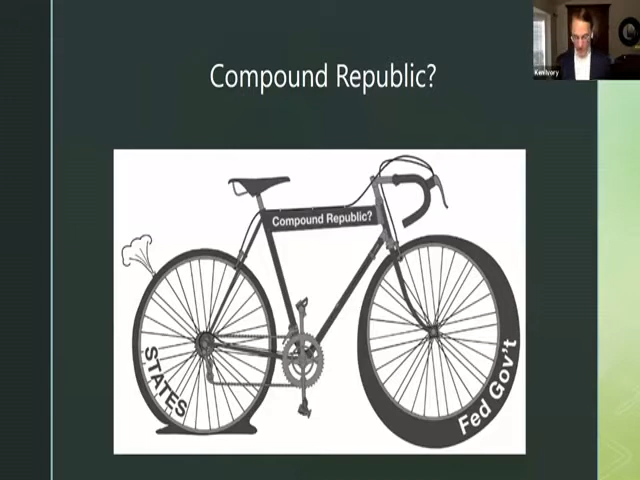 Compound Republic?
Ken Ivory
Compound Republic?
STATES
Fed Gov't